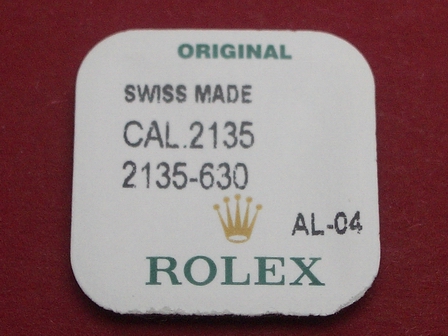 ORIGINAL
SWISS MADE
CAL.2135
2135-630
AL-04
ROLEX